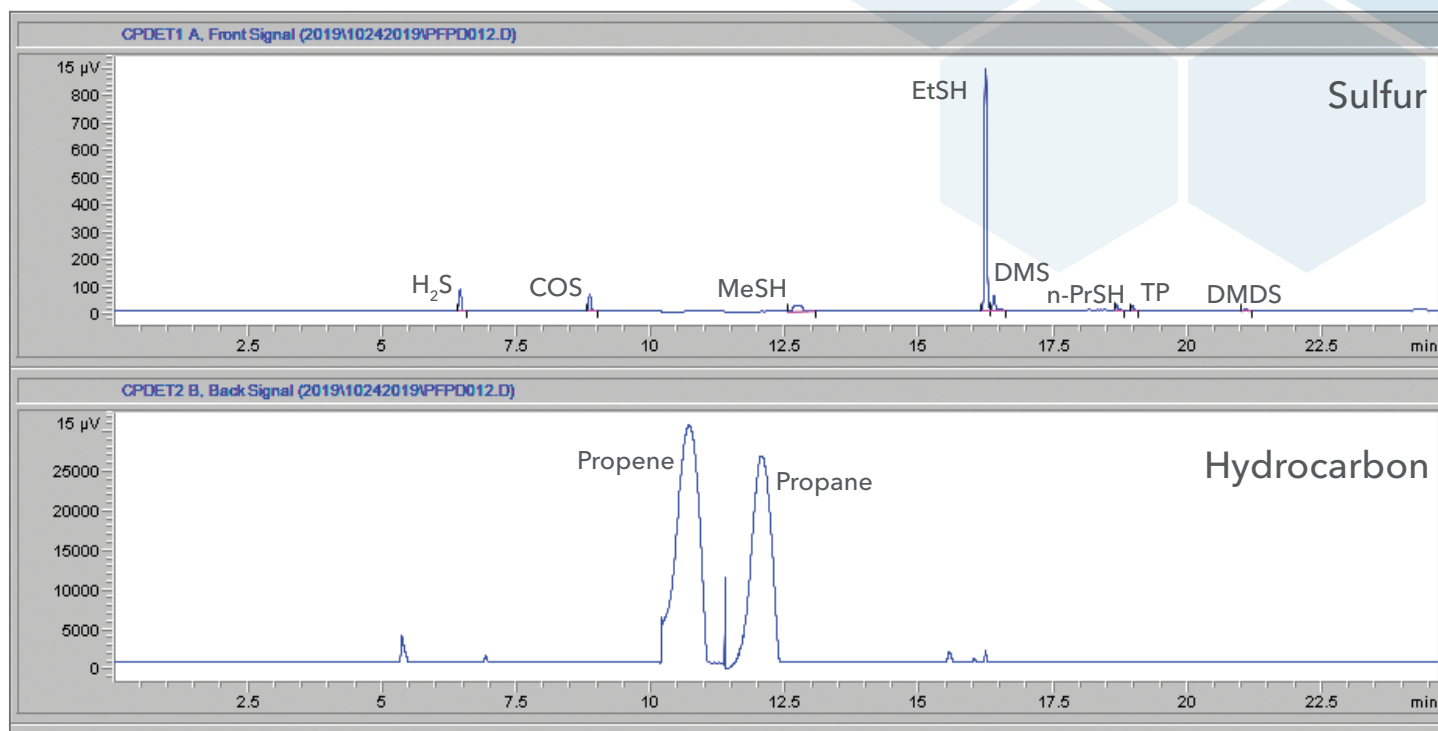 CPDET1 A, Front Signal (2019\10242019\PFPD012.D)
15 µV
Sulfur
EtSH
800
700
600
500
400
300
200
100
0
H₂S
COS
MeSH
DMS
n-PrSH
TP
DMDS
2.5 5 7.5 10 12.5 15 17.5 20 22.5 min
CPDET2 B, Back Signal (2019\10242019\PFPD012.D)
15 µV
Hydrocarbon
Propene
Propane
25000
20000
15000
10000
5000
0
2.5 5 7.5 10 12.5 15 17.5 20 22.5 min